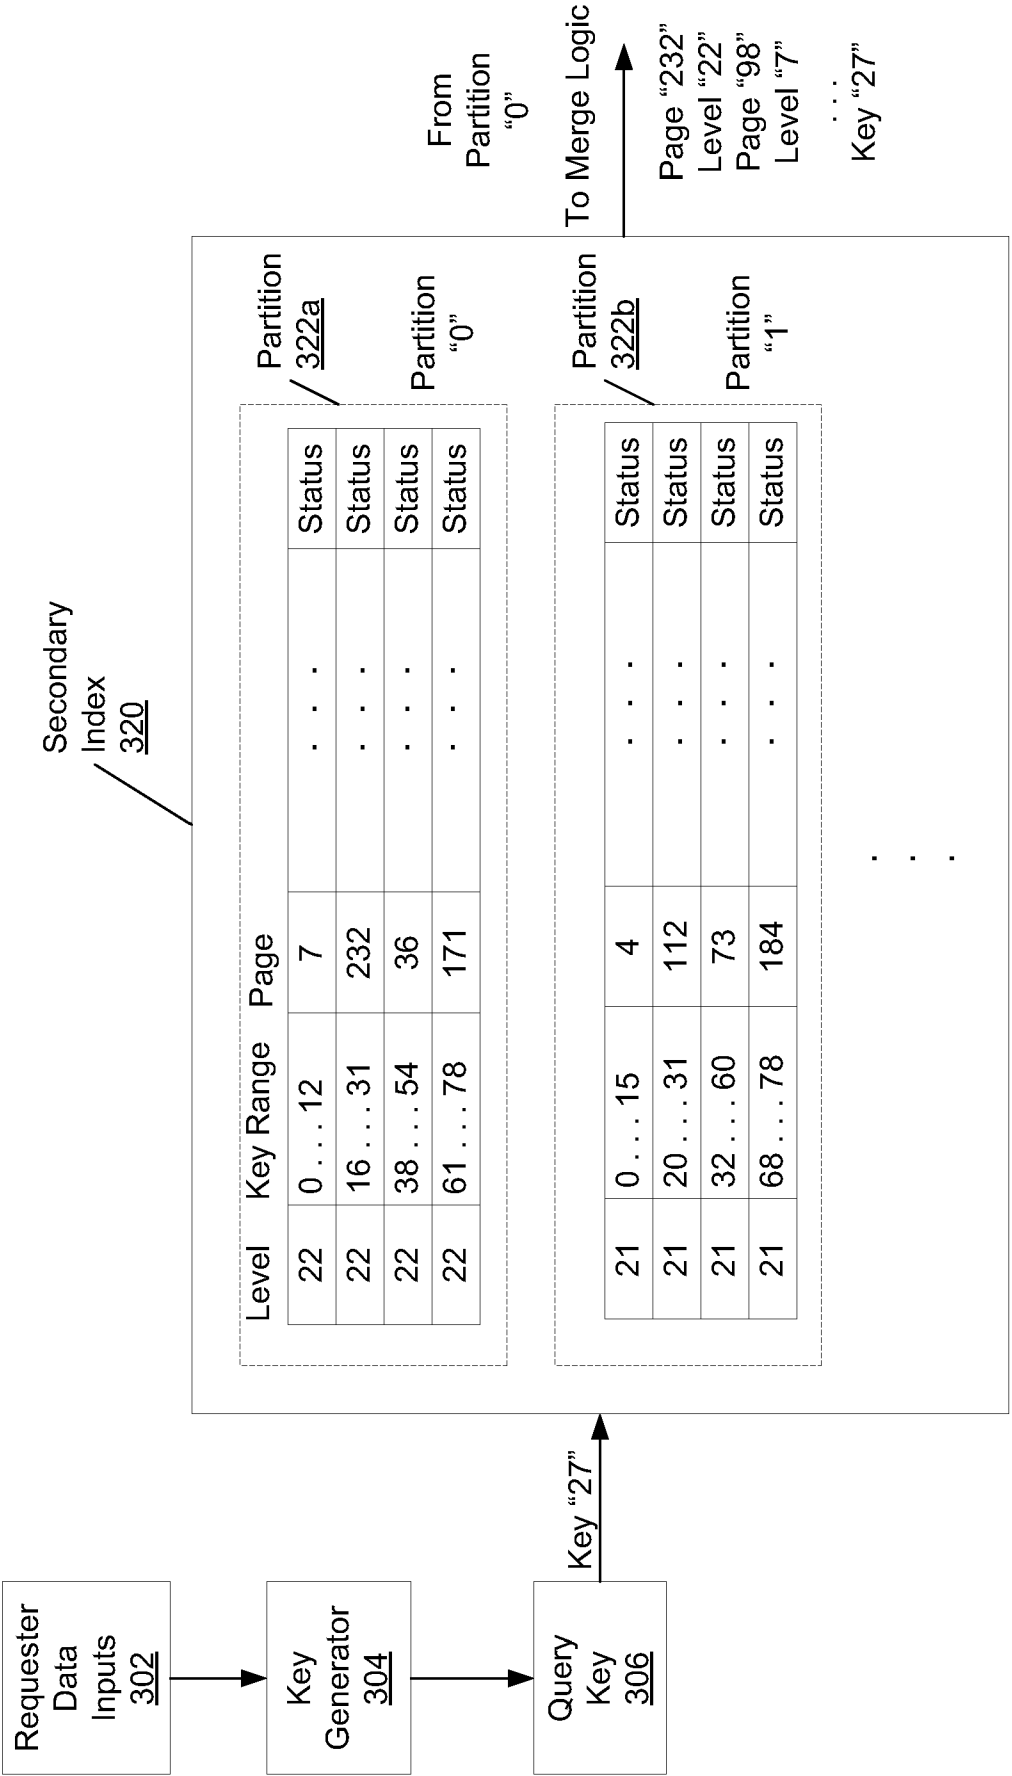 Requester
Data
Inputs
302
Key
Generator
304
Query
Key
306
Key “27”
Secondary
Index
320
Level Key Range Page
22 0 . . . 12 7 . . . Status
22 16 . . . 31 232 . . . Status
22 38 . . . 54 36 . . . Status
22 61 . . . 78 171 . . . Status
Partition
322a
Partition
“0”
21 0 . . . 15 4 . . . Status
21 20 . . . 31 112 . . . Status
21 32 . . . 60 73 . . . Status
21 68 . . . 78 184 . . . Status
Partition
322b
Partition
“1”
. . .
From
Partition
“0”
To Merge Logic
Page “232”
Level “22”
Page “98”
Level “7”
. . .
Key “27”